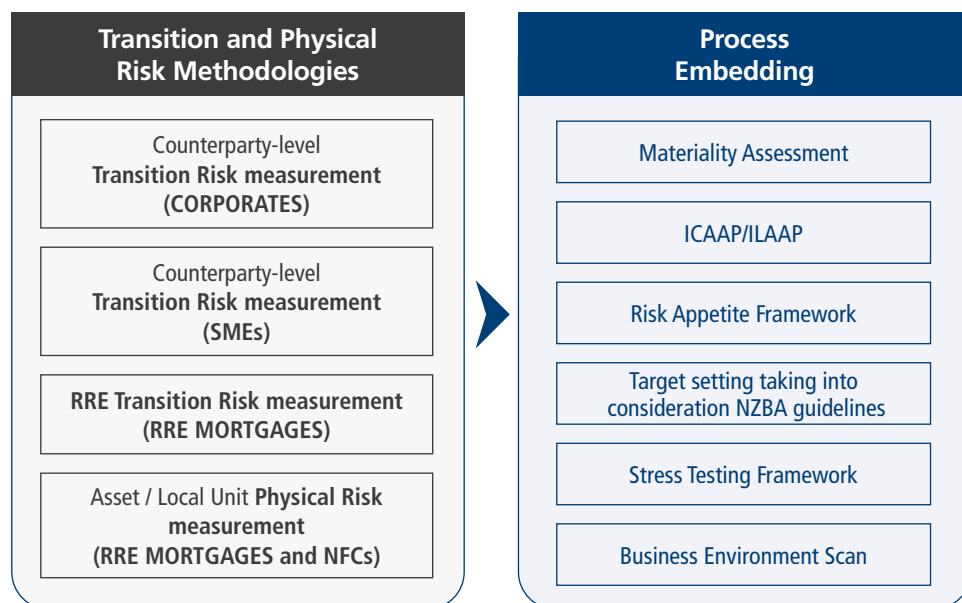 Transition and Physical
Risk Methodologies
Counterparty-level
Transition Risk measurement
(CORPORATES)
Counterparty-level
Transition Risk measurement
(SMEs)
RRE Transition Risk measurement
(RRE MORTGAGES)
Asset / Local Unit Physical Risk
measurement
(RRE MORTGAGES and NFCs)
Process
Embedding
Materiality Assessment
ICAAP/ILAAP
Risk Appetite Framework
Target setting taking into
consideration NZBA guidelines
Stress Testing Framework
Business Environment Scan